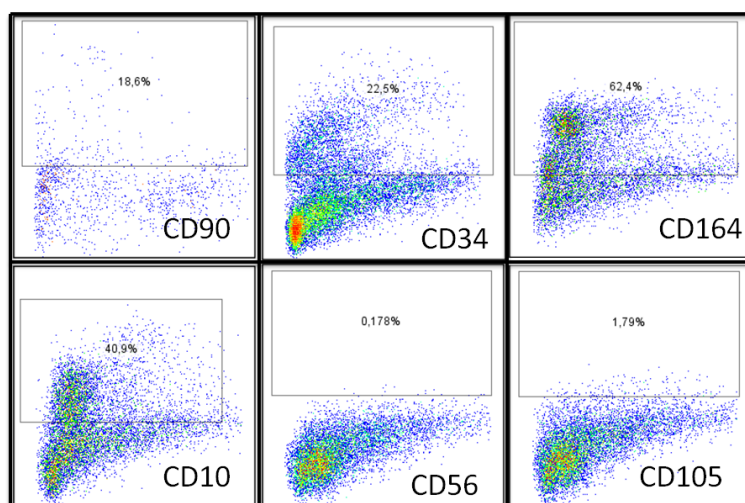 18,6%
CD90
22,5%
CD34
62,4%
CD164
40,9%
CD10
0,178%
CD56
1,79%
CD105